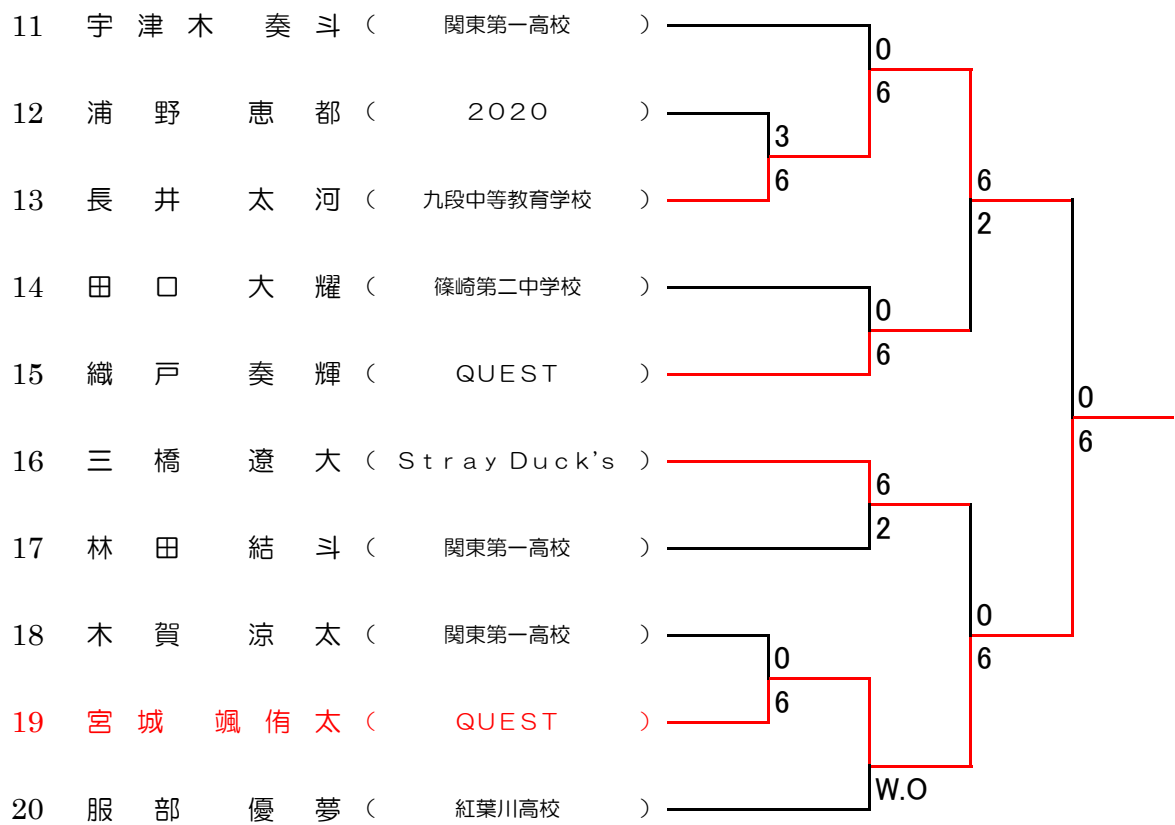 11 宇津木 奏斗 ( 関東第一高校 )
0
6
12 浦野 恵都 ( 2020 )
3
6
13 長井 太河 ( 九段中等教育学校 )
6
2
14 田口 大耀 ( 篠崎第二中学校 )
0
6
15 織戸 奏輝 ( QUEST )
0
6
16 三橋 遼大 ( Stray Duck's )
6
2
17 林田 結斗 ( 関東第一高校 )
18 木賀 涼太 ( 関東第一高校 )
0
6
0
6
19 宮城 颯侑太 ( QUEST )
W.O
20 服部 優夢 ( 紅葉川高校 )